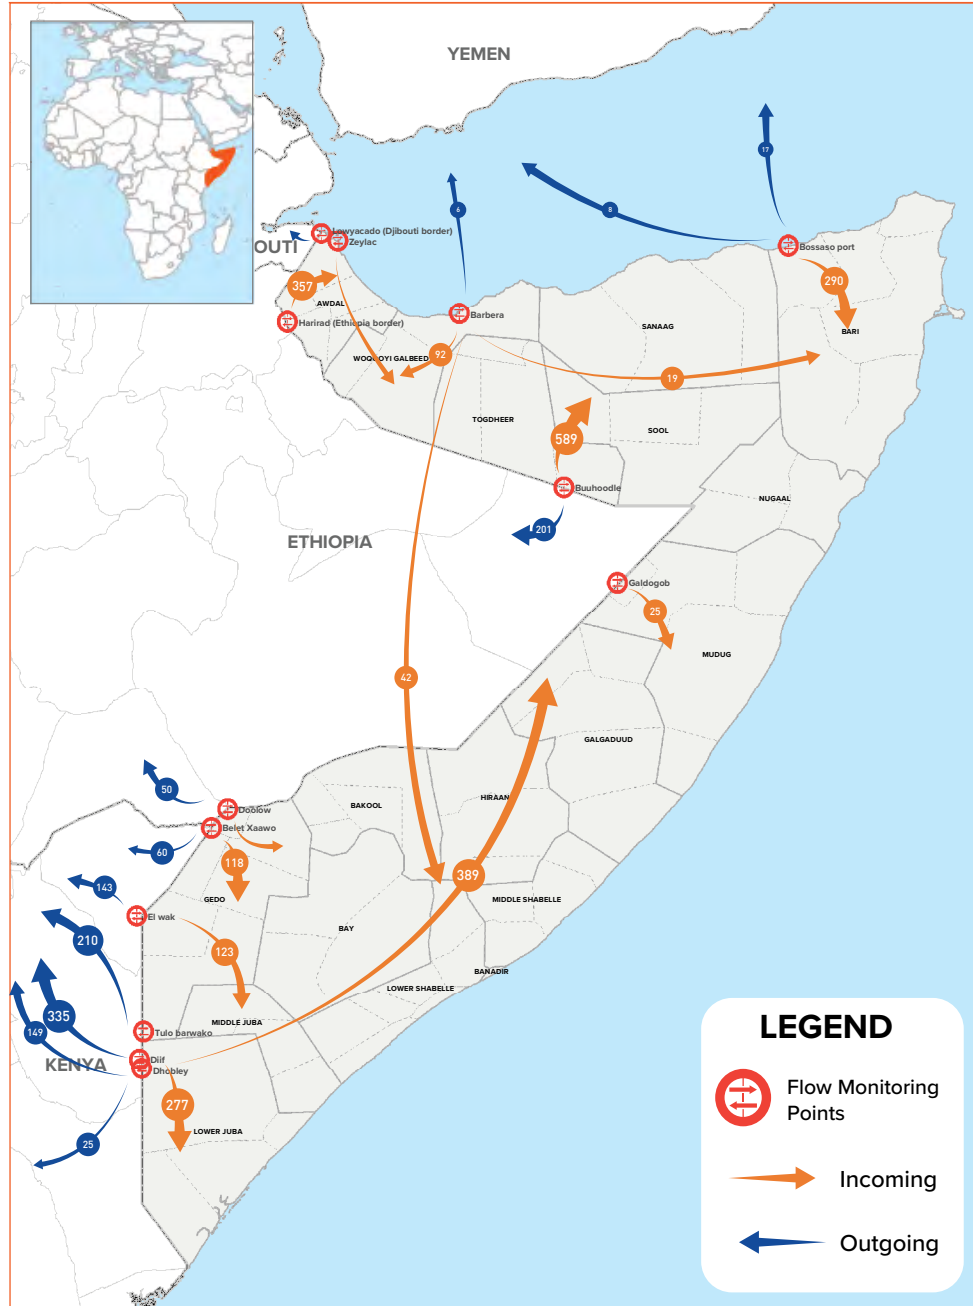 YEMEN
17
6
8
Lowyacado (Djibouti border)
Zeylac
OUTI
Bossaso port
357
290
AWDAL
Harirad (Ethiopia border)
Barbera
SANAAG
BARI
92
WOQOOYI GALBEED
19
TOGDHEER
SOOL
589
Buuhoodle
NUGAAL
201
ETHIOPIA
Galdogob
25
MUDUG
42
GALGADUUD
50
HIRAAN
BAKOOL
Doolow
Belet Xaawo
60
118
389
143
GEDO
MIDDLE SHABELLE
El wak
BAY
210
123
BANADIR
LOWER SHABELLE
335
MIDDLE JUBA
149
Tulo barwako
KENYA
Diif
Dhobley
277
LOWER JUBA
25
LEGEND
Flow Monitoring
Points
Incoming
Outgoing